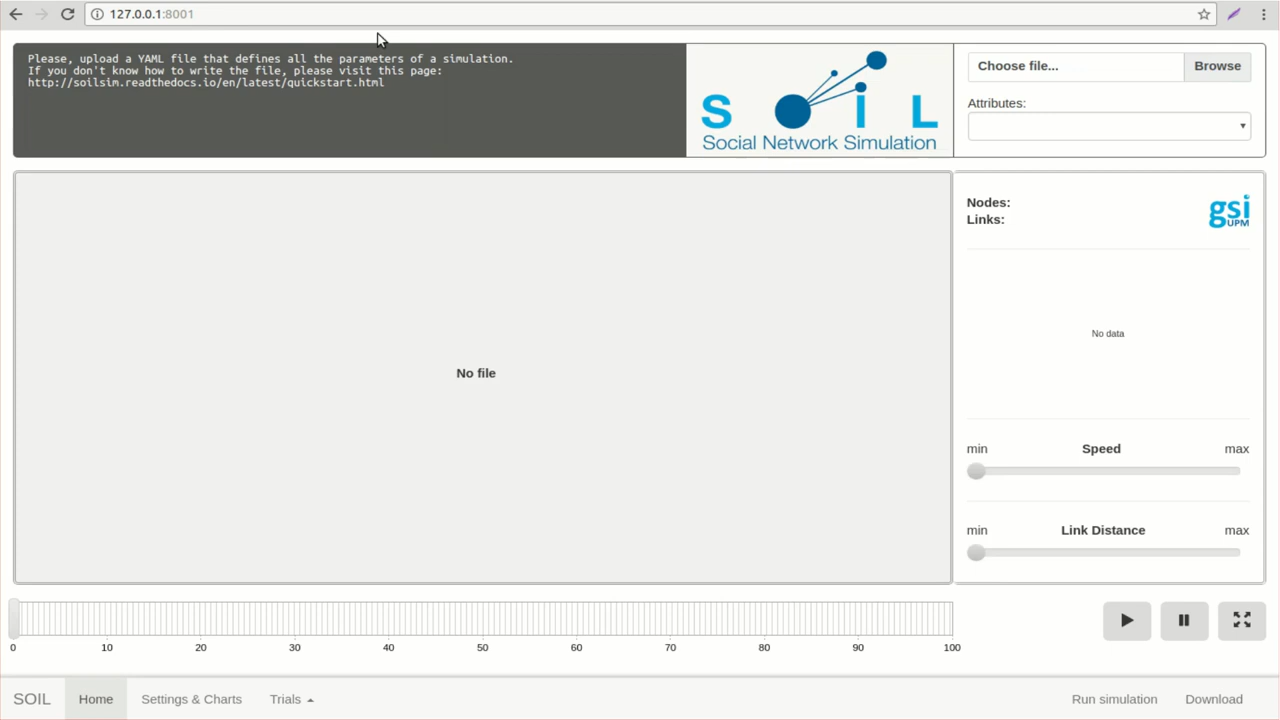 127.0.0.1:8001
Please, upload a YAML file that defines all the parameters of a simulation.
If you don't know how to write the file, please visit this page:
http://soilsim.readthedocs.io/en/latest/quickstart.html
SOIL
Social Network Simulation
Choose file...
Browse
Attributes:
No file
Nodes:
Links:
gsi
UPM
No data
min Speed max
min Link Distance max
0 10 20 30 40 50 60 70 80 90 100
SOIL Home Settings & Charts Trials Run simulation Download